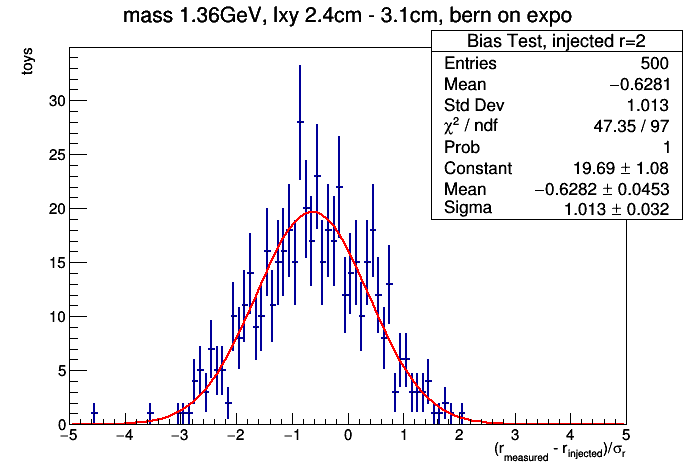 mass 1.36GeV, lxy 2.4cm - 3.1cm, bern on expo
Bias Test, injected r=2
Entries 500
Mean −0.6281
Std Dev 1.013
χ² / ndf 47.35 / 97
Prob 1
Constant 19.69 ± 1.08
Mean −0.6282 ± 0.0453
Sigma 1.013 ± 0.032
toys
30
25
20
15
10
5
0
−5 −4 −3 −2 −1 0 1 2 3 4 5
(r_measured - r_injected)/σ_r